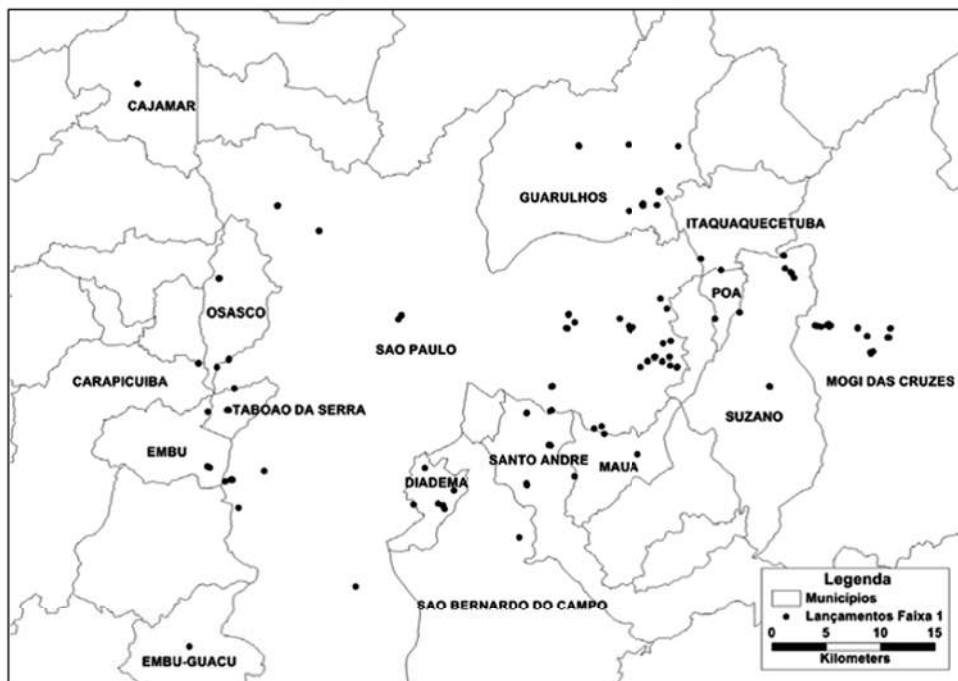 CAJAMAR
GUARULHOS
ITAQUAQUECETUBA
POA
OSASCO
SAO PAULO
CARAPICUIBA
MOGI DAS CRUZES
TABOAO DA SERRA
SUZANO
EMBU
SANTO ANDRE
MAUA
DIADEMA
SAO BERNARDO DO CAMPO
EMBU-GUACU
Legenda
Municípios
Lançamentos Faixa 1
0 5 10 15
Kilometers